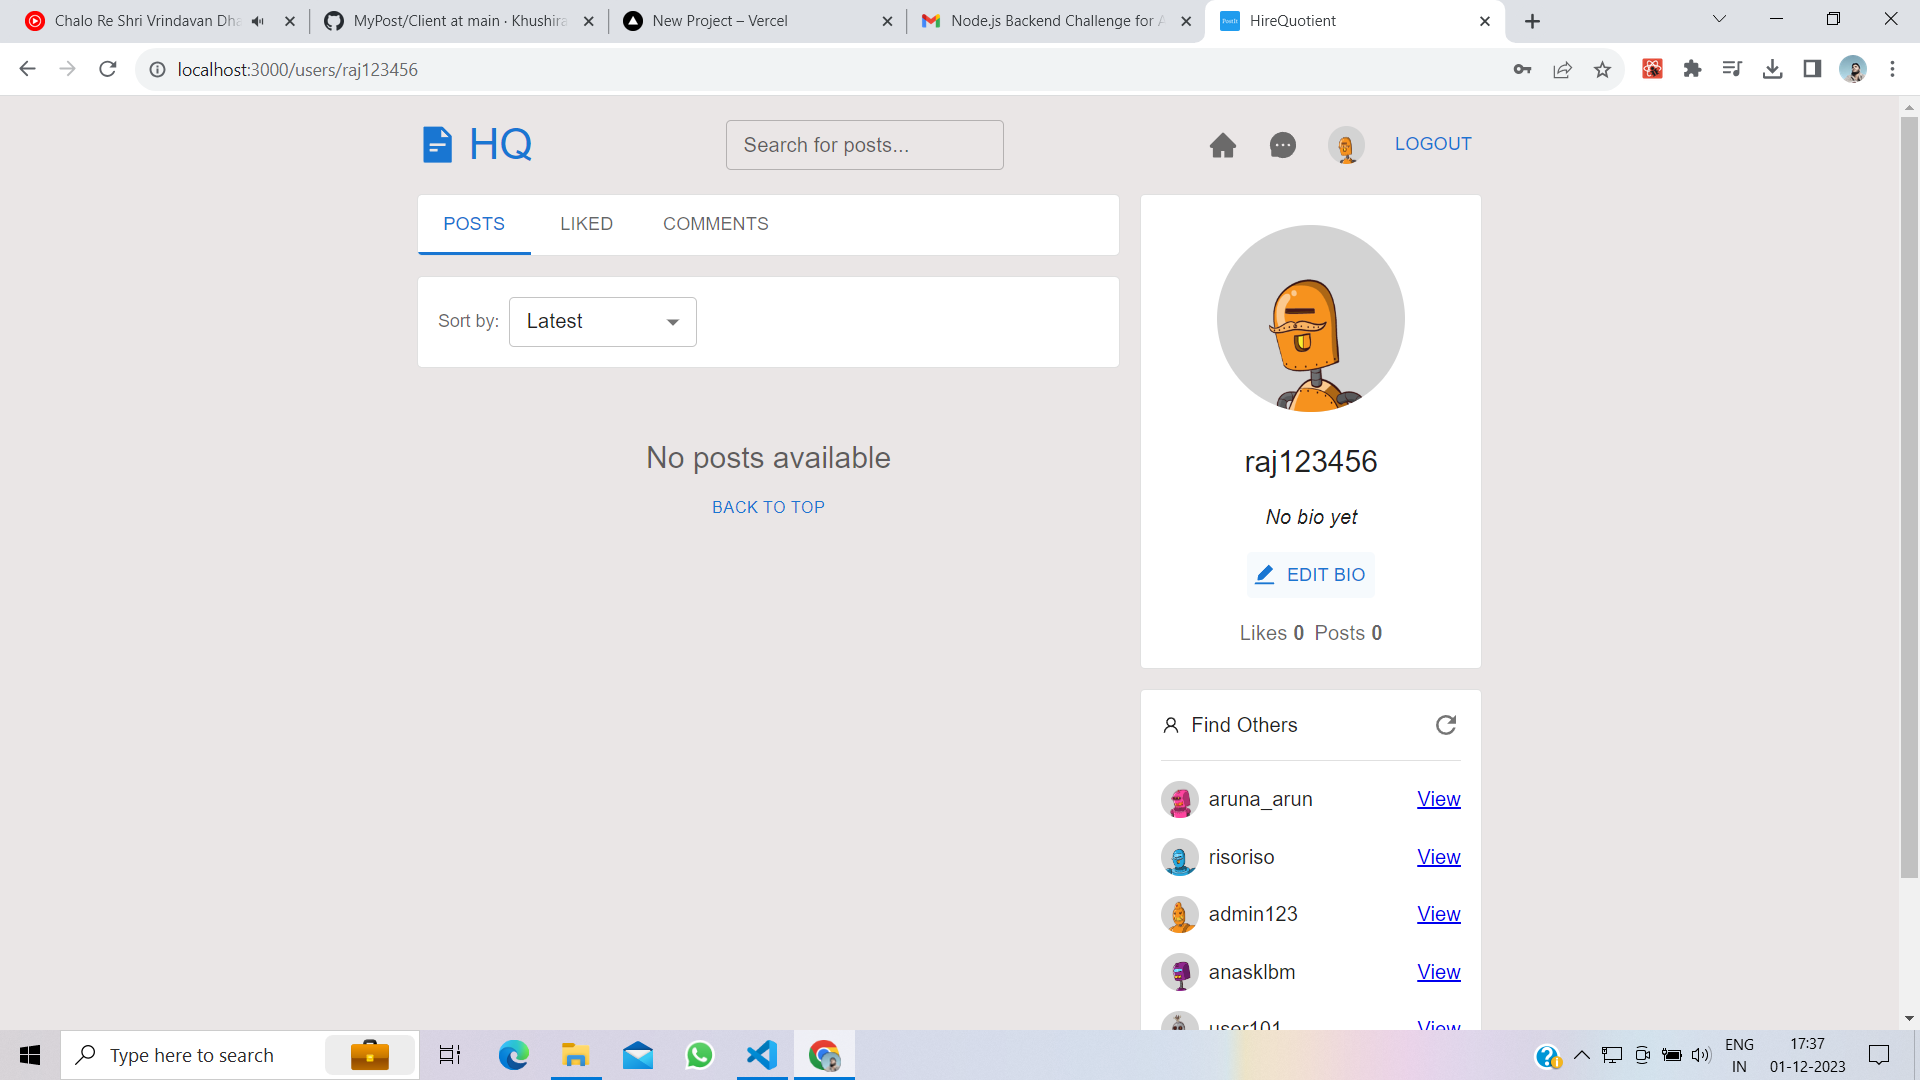 Chalo Re Shri Vrindavan Dha
MyPost/Client at main · Khushira
New Project – Vercel
Node.js Backend Challenge for A
HireQuotient
localhost:3000/users/raj123456
HQ
Search for posts...
LOGOUT
POSTS
LIKED
COMMENTS
Sort by:
Latest
No posts available
BACK TO TOP
raj123456
No bio yet
EDIT BIO
Likes 0 Posts 0
Find Others
aruna_arun View
risoriso View
admin123 View
anasklbm View
user101 View
Type here to search
ENG
IN
17:37
01-12-2023